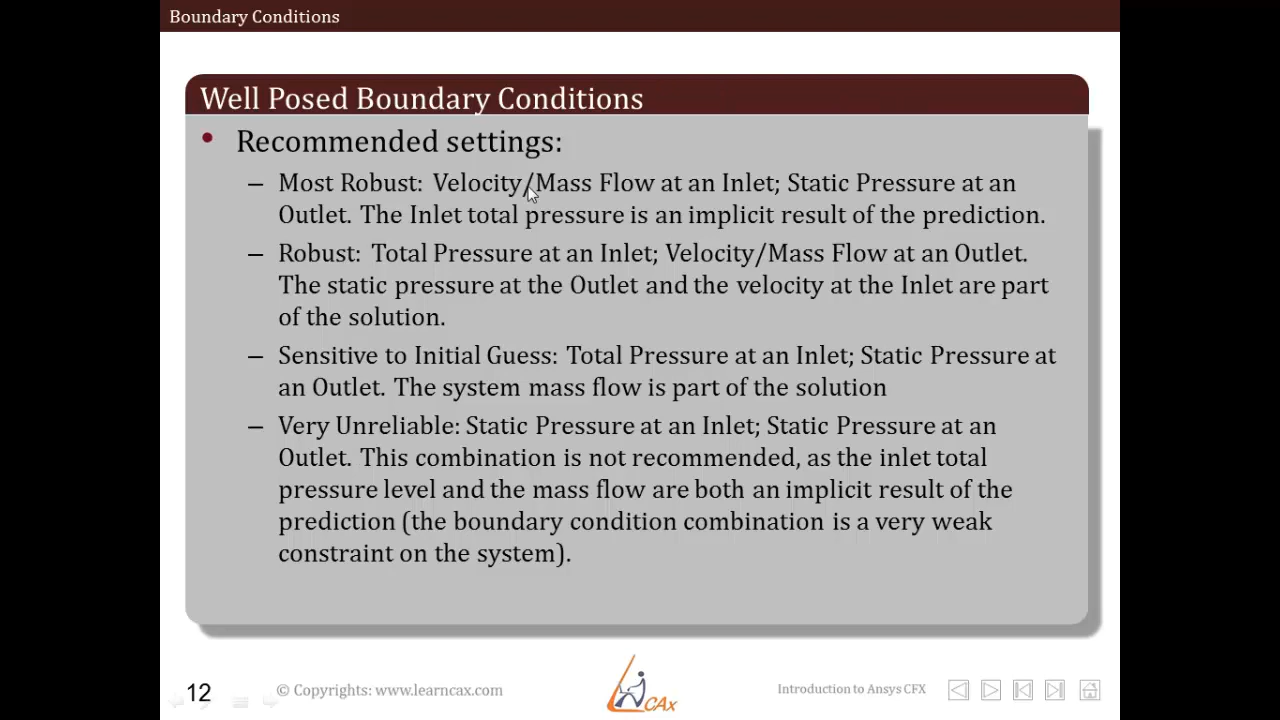 Boundary Conditions
Well Posed Boundary Conditions
• Recommended settings:
– Most Robust: Velocity/Mass Flow at an Inlet; Static Pressure at an
Outlet. The Inlet total pressure is an implicit result of the prediction.
– Robust: Total Pressure at an Inlet; Velocity/Mass Flow at an Outlet.
The static pressure at the Outlet and the velocity at the Inlet are part
of the solution.
– Sensitive to Initial Guess: Total Pressure at an Inlet; Static Pressure at
an Outlet. The system mass flow is part of the solution
– Very Unreliable: Static Pressure at an Inlet; Static Pressure at an
Outlet. This combination is not recommended, as the inlet total
pressure level and the mass flow are both an implicit result of the
prediction (the boundary condition combination is a very weak
constraint on the system).
12
© Copyrights: www.learncax.com
CAx
Introduction to Ansys CFX